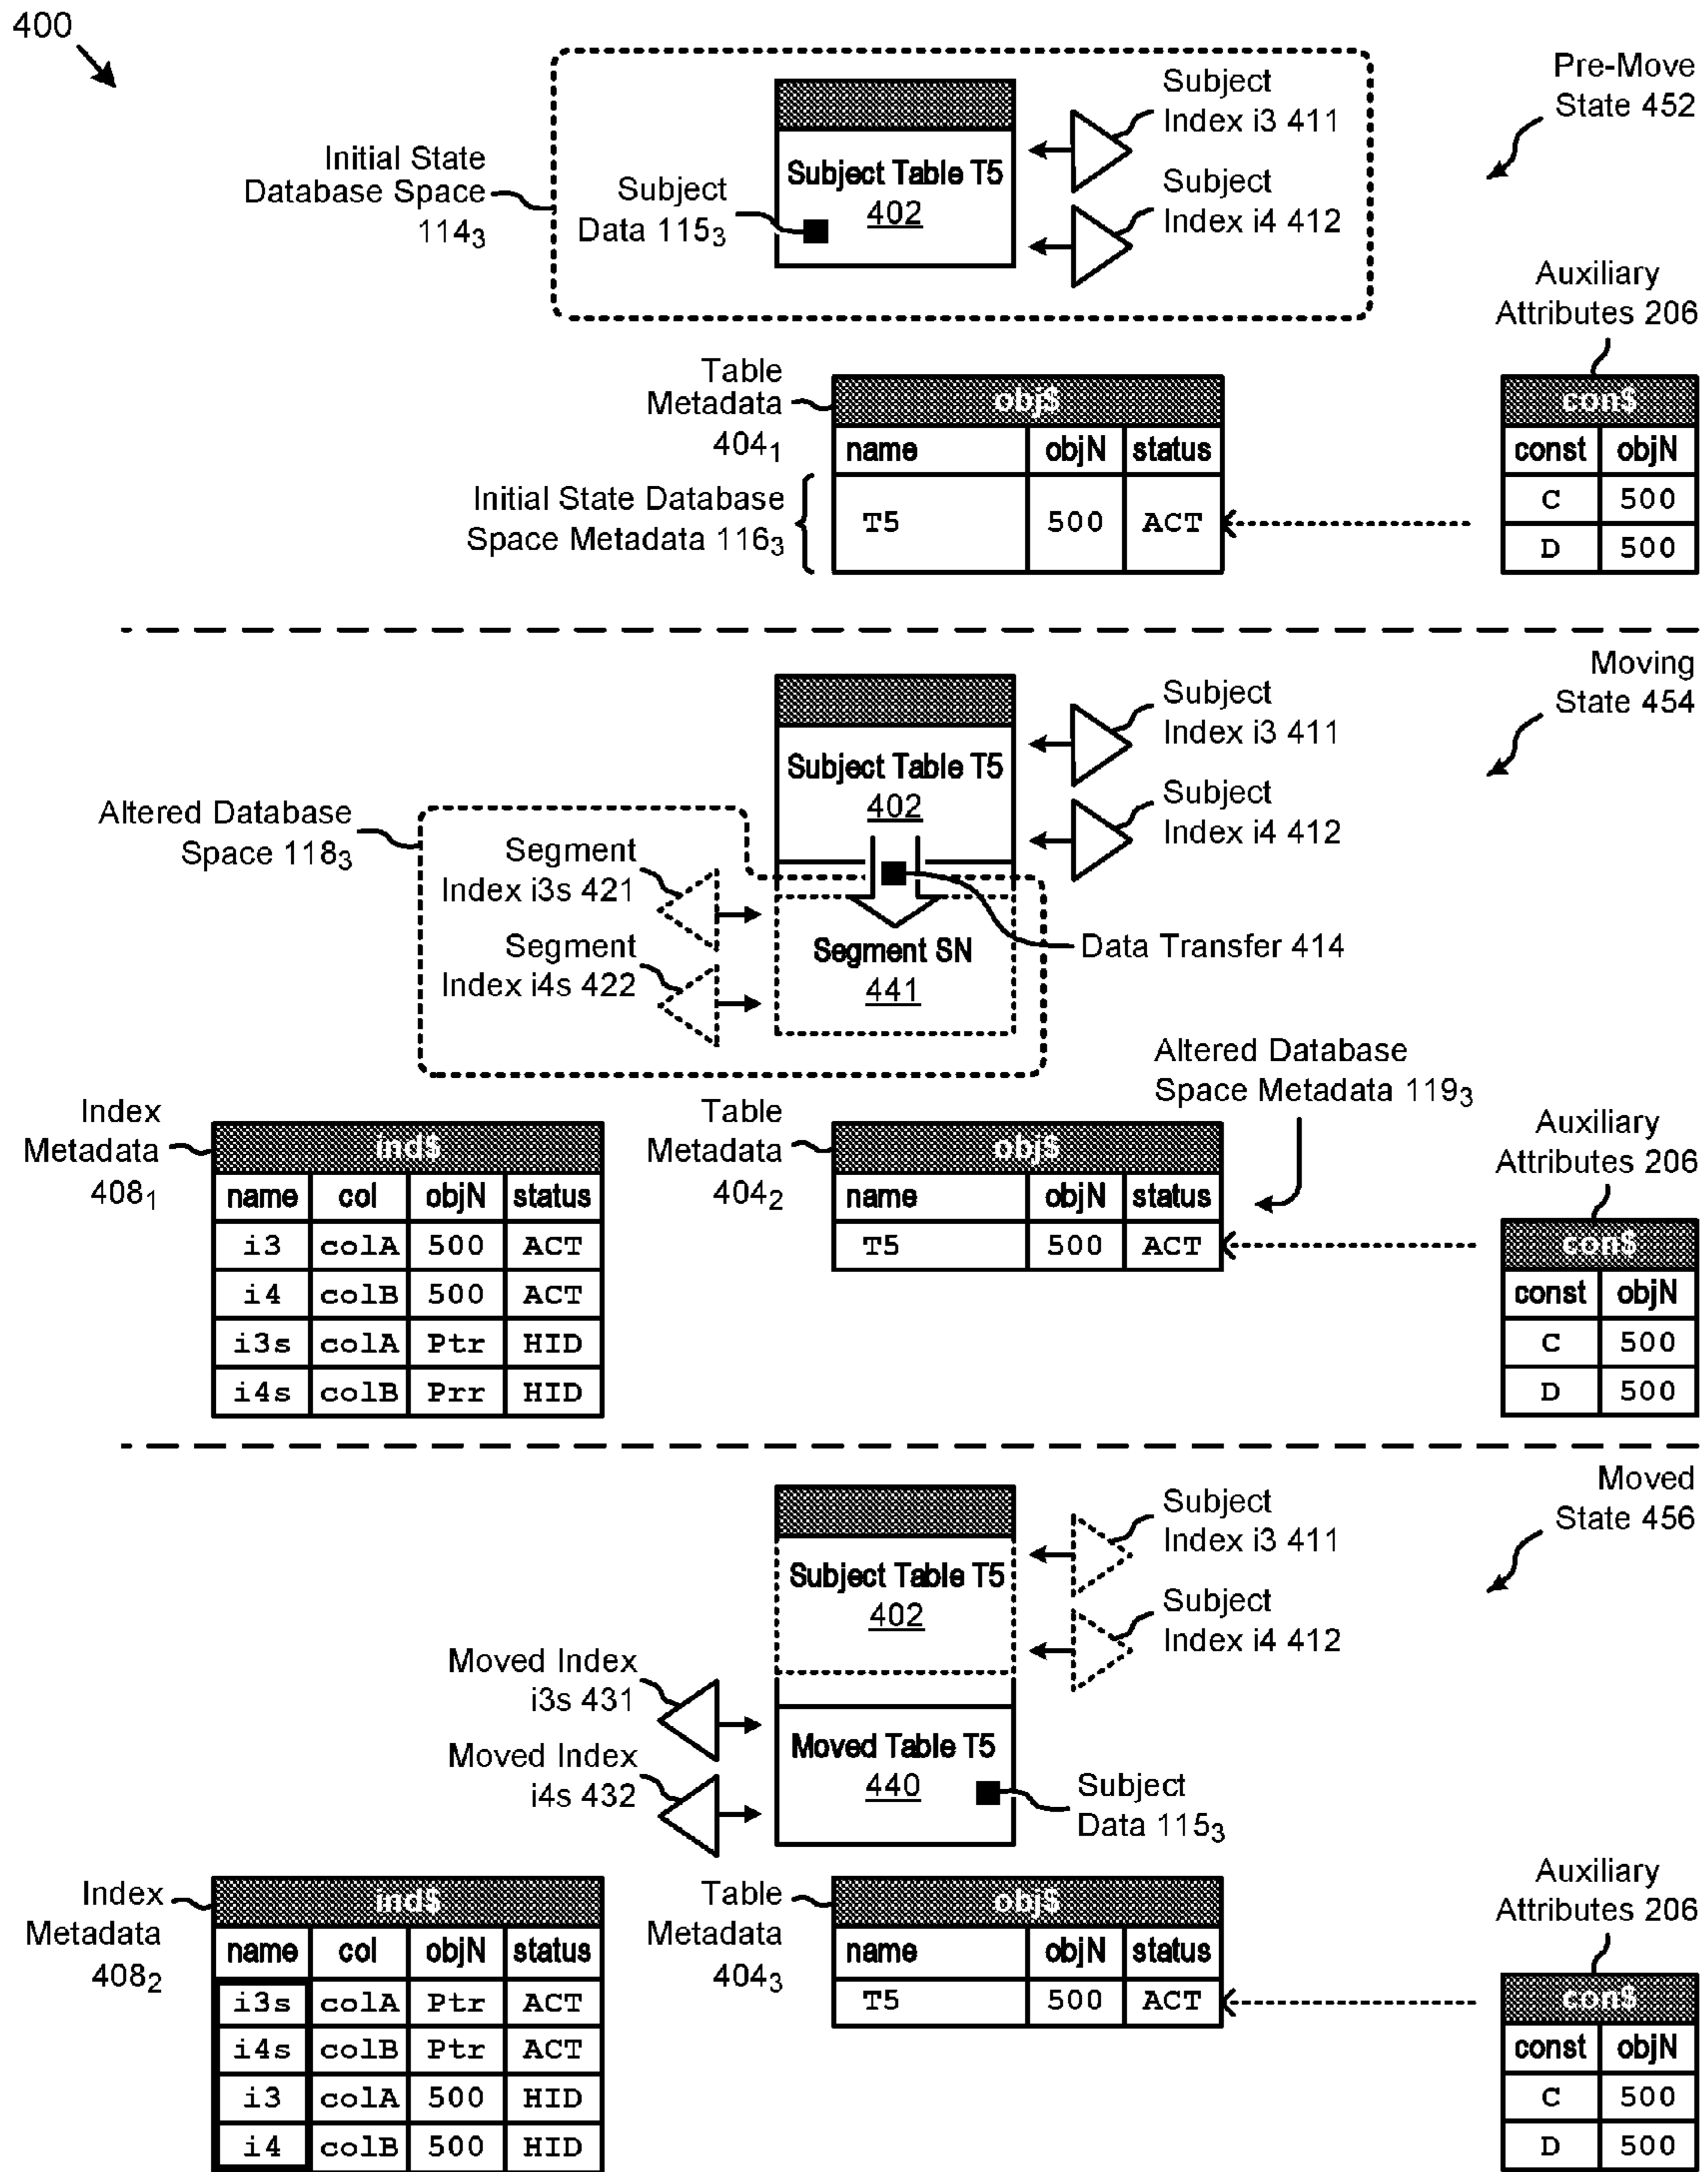 400
Pre-Move
State 452
Initial State
Database Space
114₃
Subject
Data 115₃
Subject Table T5
402
Subject
Index i3 411
Subject
Index i4 412
Auxiliary
Attributes 206
Table
Metadata
404₁
Initial State Database
Space Metadata 116₃
obj$
name objN status
T5 500 ACT
con$
const objN
C 500
D 500
Moving
State 454
Subject Table T5
402
Subject
Index i3 411
Subject
Index i4 412
Altered Database
Space 118₃
Segment
Index i3s 421
Segment
Index i4s 422
Segment SN
441
Data Transfer 414
Altered Database
Space Metadata 119₃
Index
Metadata
408₁
ind$
name col objN status
i3 colA 500 ACT
i4 colB 500 ACT
i3s colA Ptr HID
i4s colB Prr HID
Table
Metadata
404₂
obj$
name objN status
T5 500 ACT
Auxiliary
Attributes 206
con$
const objN
C 500
D 500
Moved
State 456
Subject Table T5
402
Subject
Index i3 411
Subject
Index i4 412
Moved Index
i3s 431
Moved Index
i4s 432
Moved Table T5
440
Subject
Data 115₃
Index
Metadata
408₂
ind$
name col objN status
i3s colA Ptr ACT
i4s colB Ptr ACT
i3 colA 500 HID
i4 colB 500 HID
Table
Metadata
404₃
obj$
name objN status
T5 500 ACT
Auxiliary
Attributes 206
con$
const objN
C 500
D 500